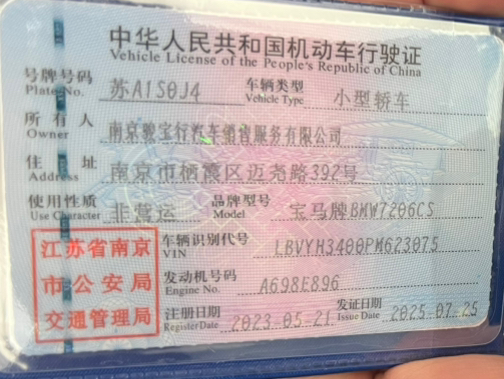 中华人民共和国机动车行驶证
Vehicle License of the People's Republic of China
号牌号码 Plate No. 苏A1S0J4 车辆类型 Vehicle Type 小型轿车
所有人 Owner 南京骏宝行汽车销售服务有限公司
住址 Address 南京市栖霞区迈尧路392号
使用性质 Use Character 非营运 品牌型号 Model 宝马牌BMW7206CS
车辆识别代号 VIN LBVYH3400PM623075
发动机号码 Engine No. A698E896
注册日期 Register Date 2023-05-21 发证日期 Issue Date 2025-07-25
江苏省南京
市公安局
交通管理局